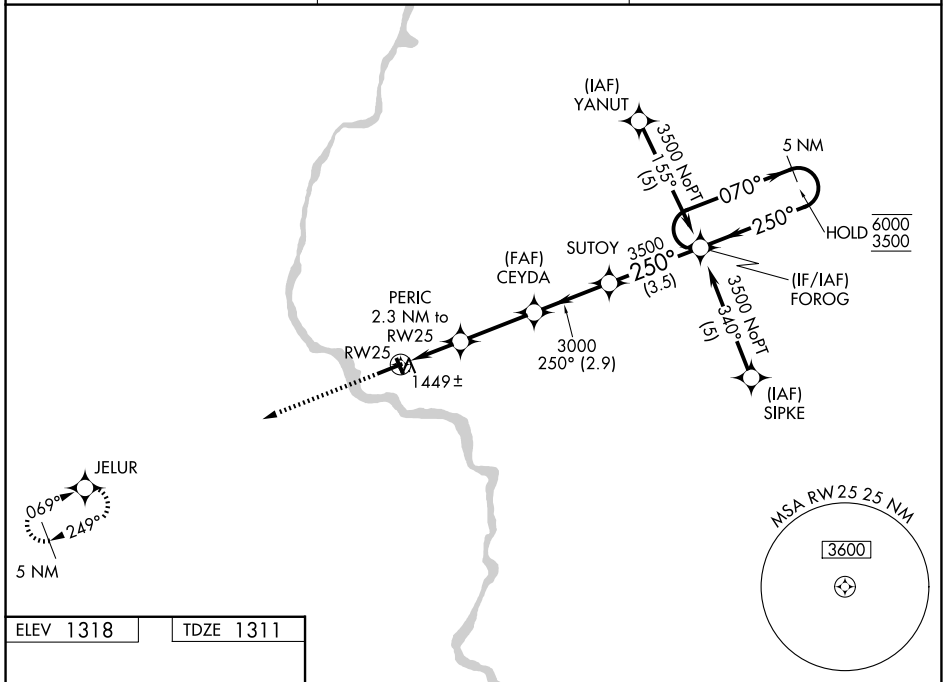 (IAF)
YANUT
3500 NoPT
155°
(5)
5 NM
070°
250°
HOLD 6000
3500
(IF/IAF)
FOROG
SUTOY
3500
250°
(3.5)
(FAF)
CEYDA
3000
250° (2.9)
PERIC
2.3 NM to
RW25
RW25
1449±
3500 NoPT
340°
(5)
(IAF)
SIPKE
JELUR
069°
249°
5 NM
MSA RW25 25 NM
3600
ELEV 1318
TDZE 1311